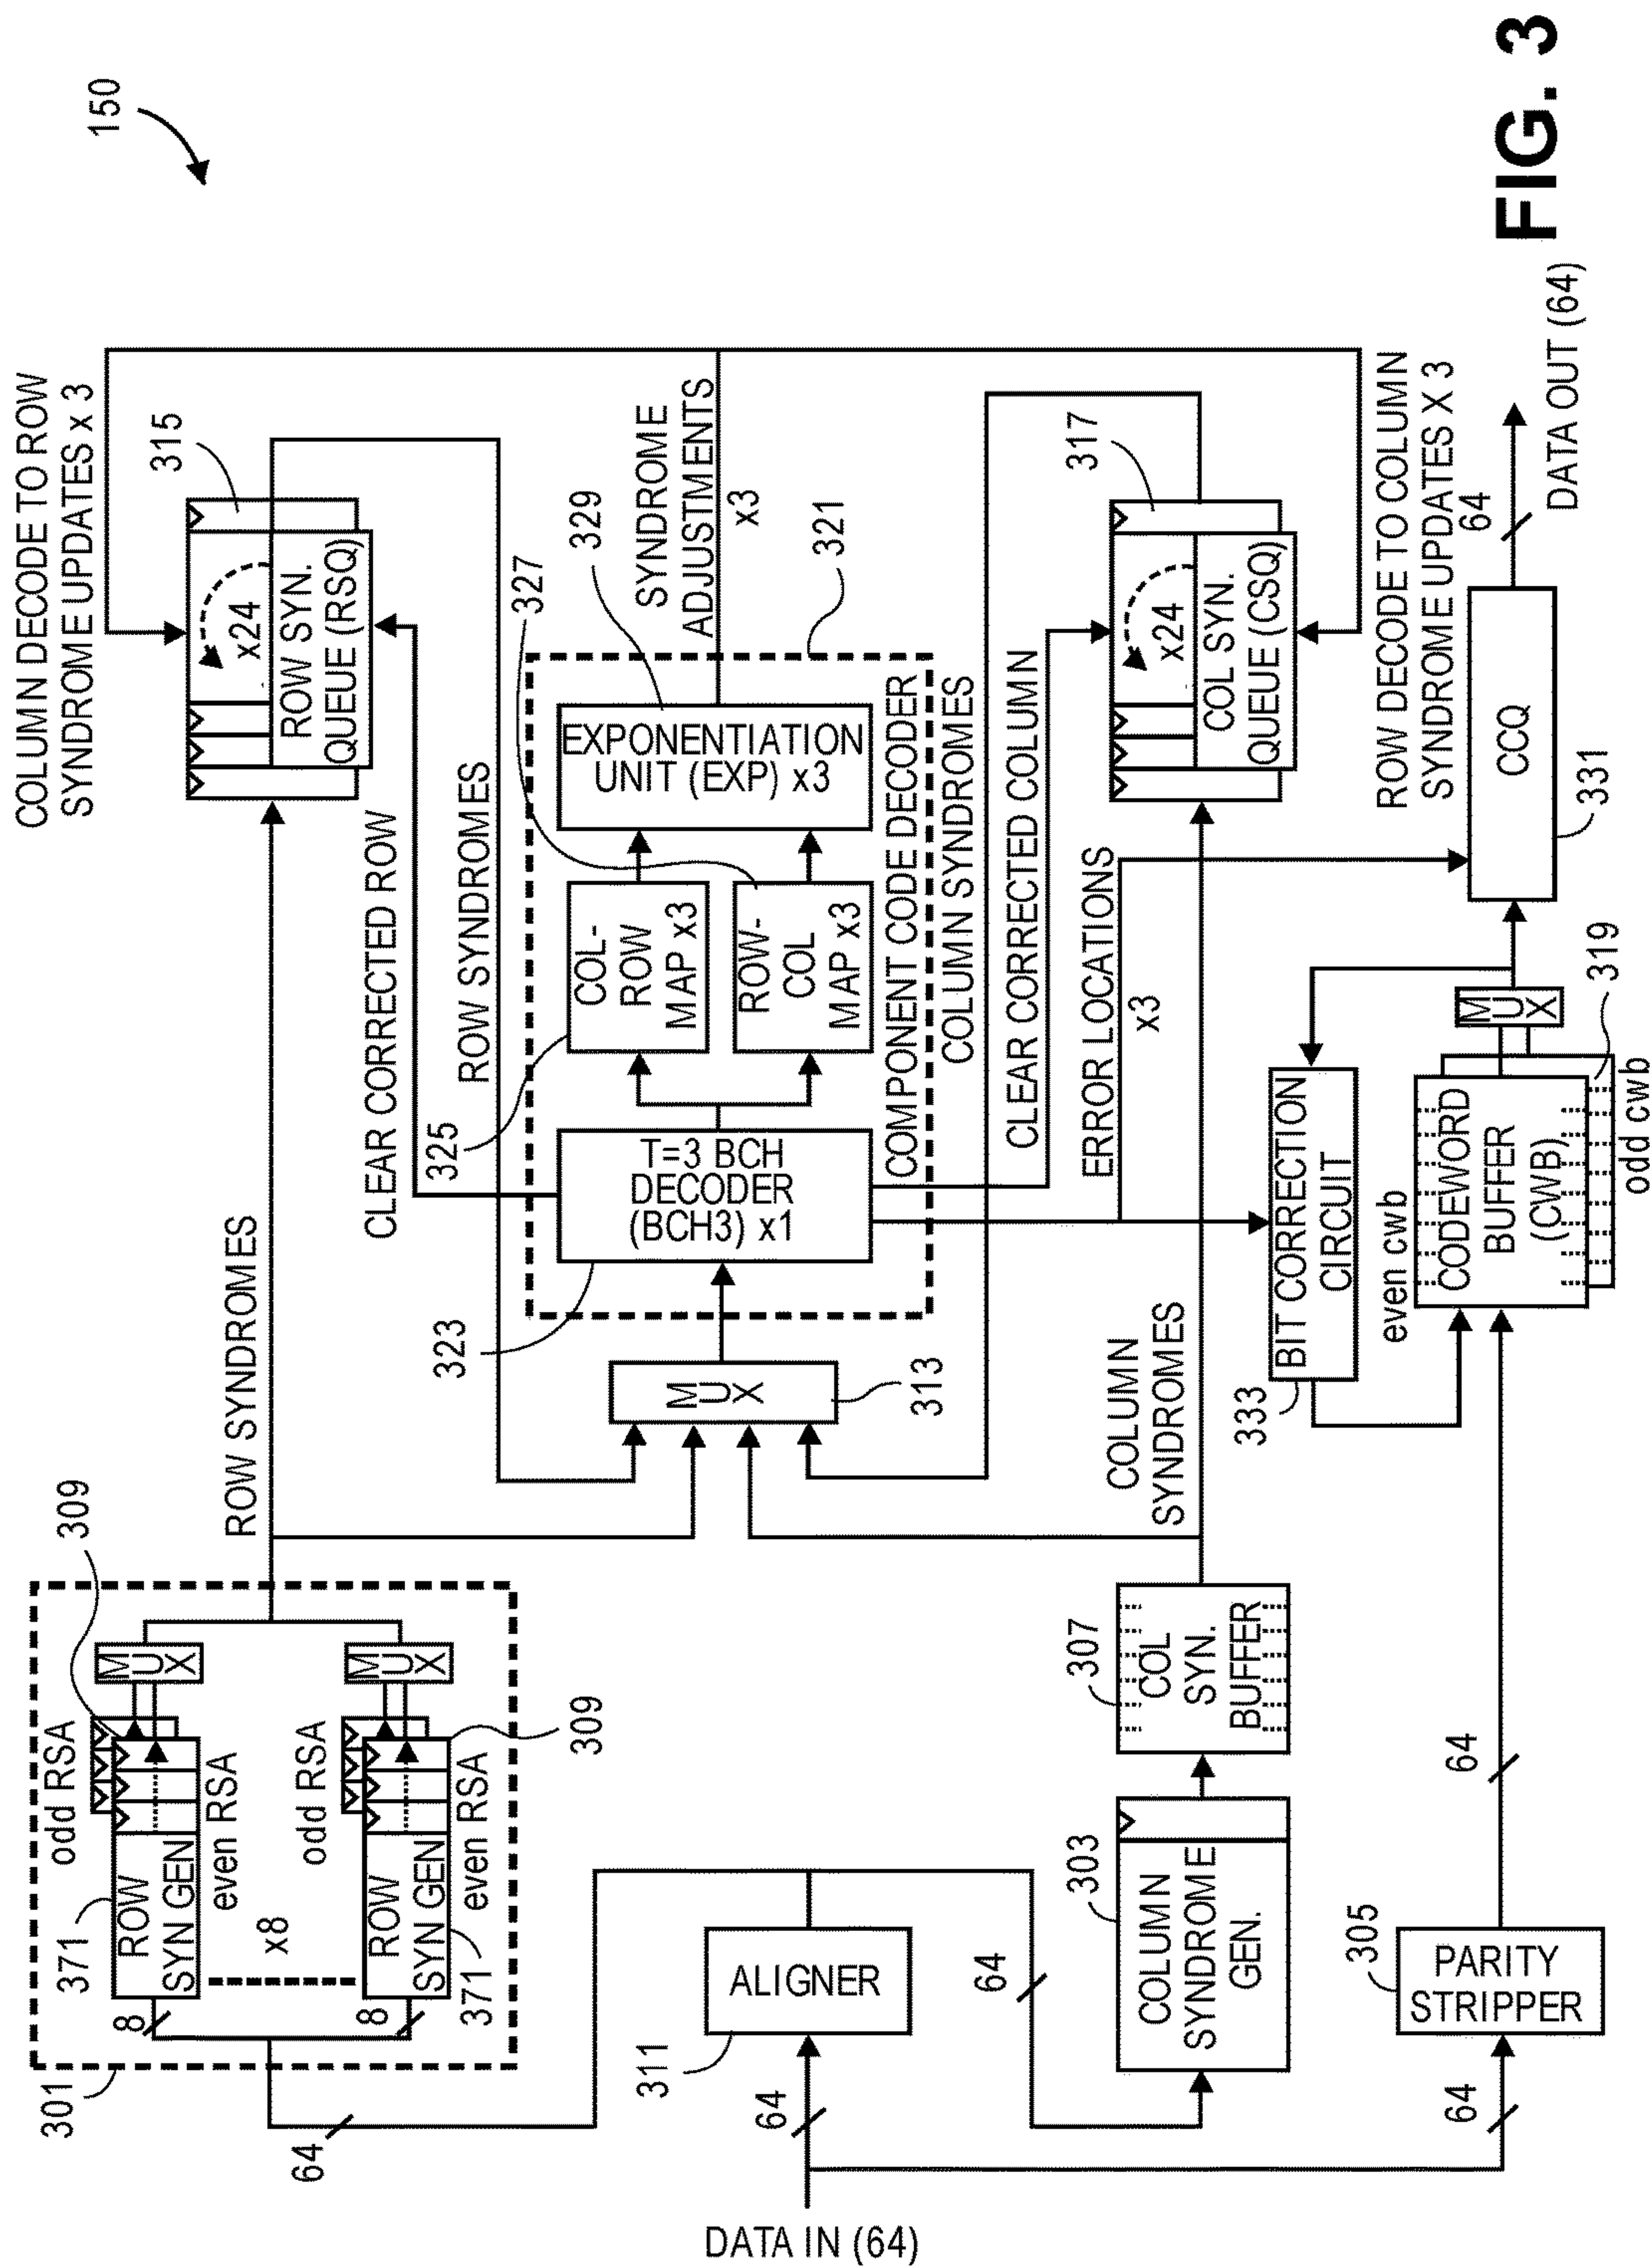 150
COLUMN DECODE TO ROW
SYNDROME UPDATES x 3
315
x24
ROW SYN.
QUEUE (RSQ)
ROW SYNDROMES
CLEAR CORRECTED ROW
ROW SYNDROMES
301
309
odd RSA
371
ROW
SYN GEN
even RSA
8
MUX
x8
odd RSA
371
ROW
SYN GEN
even RSA
8
MUX
309
64
SYNDROME
ADJUSTMENTS
x3
321
329
327
EXPONENTIATION
UNIT (EXP) x3
325
COL-
ROW
MAP x3
ROW-
COL
MAP x3
323
T=3 BCH
DECODER
(BCH3) x1
COMPONENT CODE DECODER
MUX
313
COLUMN SYNDROMES
CLEAR CORRECTED COLUMN
ERROR LOCATIONS
x3
317
x24
COL SYN.
QUEUE (CSQ)
ROW DECODE TO COLUMN
SYNDROME UPDATES X 3
DATA IN (64)
64
311
ALIGNER
64
303
COLUMN
SYNDROME
GEN.
307
COL
SYN.
BUFFER
COLUMN
SYNDROMES
333
BIT CORRECTION
CIRCUIT
64
305
PARITY
STRIPPER
64
even cwb
CODEWORD
BUFFER
(CWB)
odd cwb
319
MUX
CCQ
331
64
DATA OUT (64)
FIG. 3